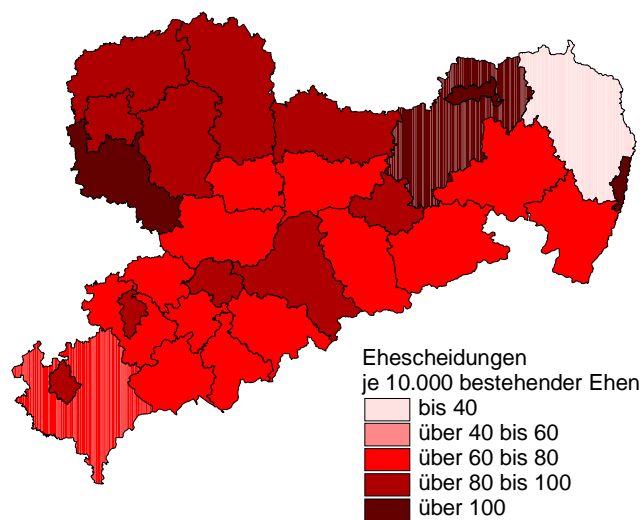 Ehescheidungen
je 10.000 bestehender Ehen
bis 40
über 40 bis 60
über 60 bis 80
über 80 bis 100
über 100